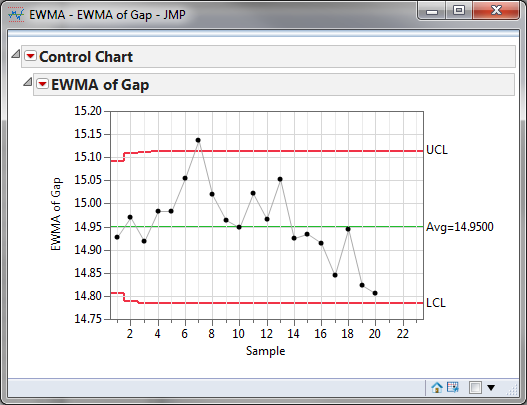 EWMA - EWMA of Gap - JMP
Control Chart
EWMA of Gap
15.20
15.15
15.10
15.05
15.00
14.95
14.90
14.85
14.80
14.75
EWMA of Gap
UCL
Avg=14.9500
LCL
2 4 6 8 10 12 14 16 18 20 22
Sample